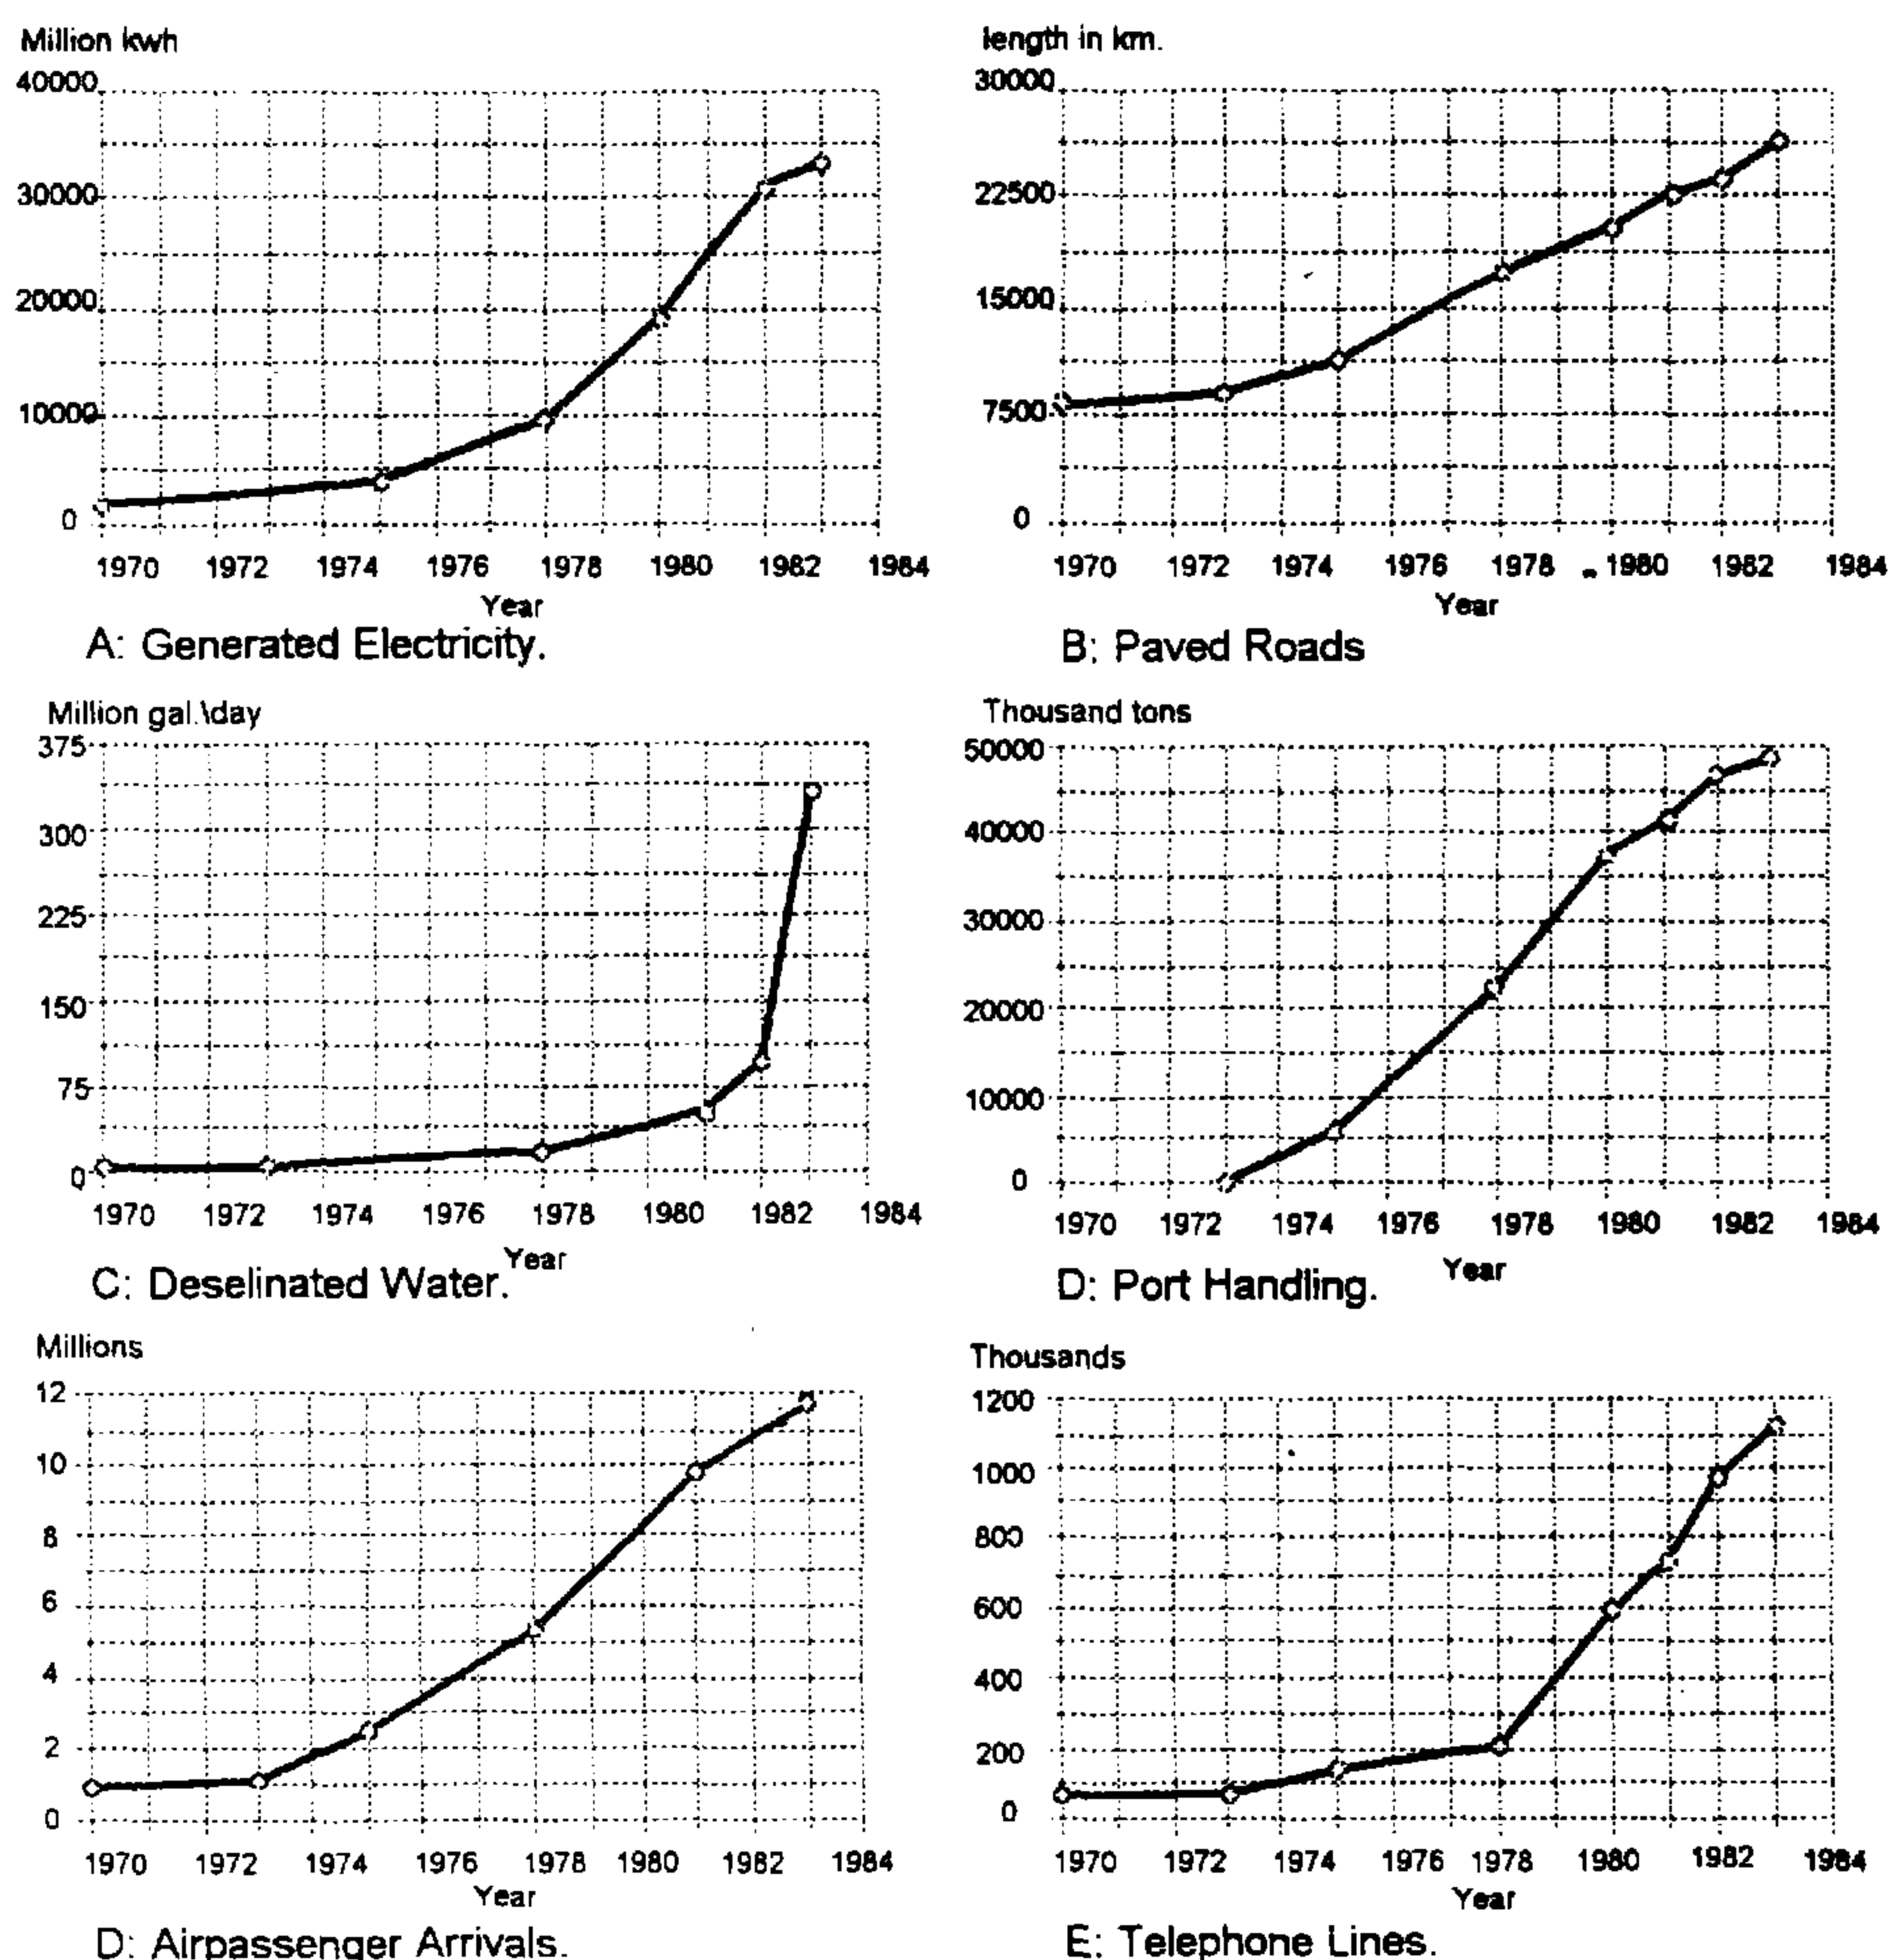 Million kwh
40000
30000
20000
10000
0
1970 1972 1974 1976 1978 1980 1982 1984
Year
A: Generated Electricity.
length in km.
30000
22500
15000
7500
0
1970 1972 1974 1976 1978 1980 1982 1984
Year
B: Paved Roads
Million gal.\day
375
300
225
150
75
0
1970 1972 1974 1976 1978 1980 1982 1984
Year
C: Deselinated Water.
Thousand tons
50000
40000
30000
20000
10000
0
1970 1972 1974 1976 1978 1980 1982 1984
Year
D: Port Handling.
Millions
12
10
8
6
4
2
0
1970 1972 1974 1976 1978 1980 1982 1984
Year
D: Airpassenger Arrivals.
Thousands
1200
1000
800
600
400
200
0
1970 1972 1974 1976 1978 1980 1982 1984
Year
E: Telephone Lines.